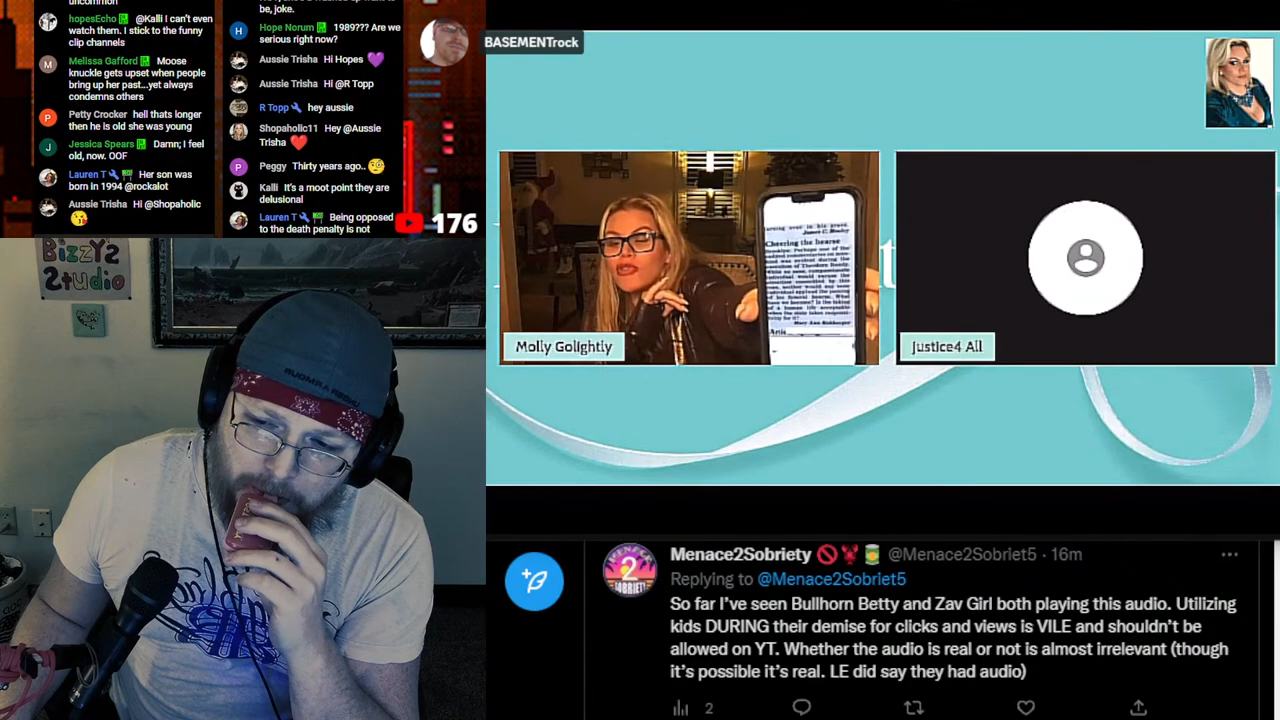 uncommon
hopesEcho @Kalli I can't even
watch them. I stick to the funny
clip channels
Melissa Gafford Moose
knuckle gets upset when people
bring up her past...yet always
condemns others
Petty Crocker hell thats longer
then he is old she was young
Jessica Spears Damn; I feel
old, now. OOF
Lauren T Her son was
born in 1994 @rockalot
Aussie Trisha Hi @Shopaholic
be, joke.
Hope Norum 1989??? Are we
serious right now?
Aussie Trisha Hi Hopes
Aussie Trisha Hi @R Topp
R Topp hey aussie
Shopaholic11 Hey @Aussie
Trisha
Peggy Thirty years ago..
Kalli It's a moot point they are
delusional
Lauren T Being opposed
to the death penalty is not
176
BASEMENTrock
BIZZY'Z
ZTudio
James C. Healey
Cheering the hearse
Molly Golightly
Justice4 All
Menace2Sobriety @Menace2Sobriet5 · 16m
Replying to @Menace2Sobriet5
So far I've seen Bullhorn Betty and Zav Girl both playing this audio. Utilizing
kids DURING their demise for clicks and views is VILE and shouldn't be
allowed on YT. Whether the audio is real or not is almost irrelevant (though
it's possible it's real. LE did say they had audio)
2